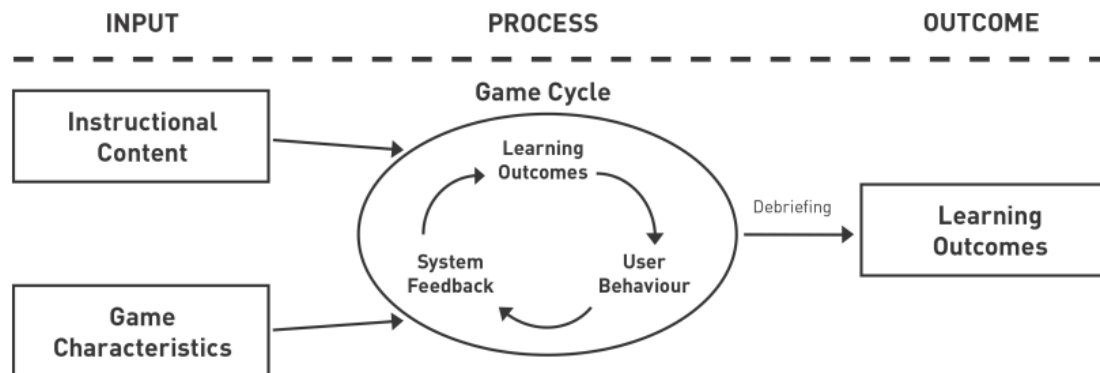 INPUT
PROCESS
OUTCOME
Instructional
Content
Game
Characteristics
Game Cycle
Learning
Outcomes
User
Behaviour
System
Feedback
Debriefing
Learning
Outcomes